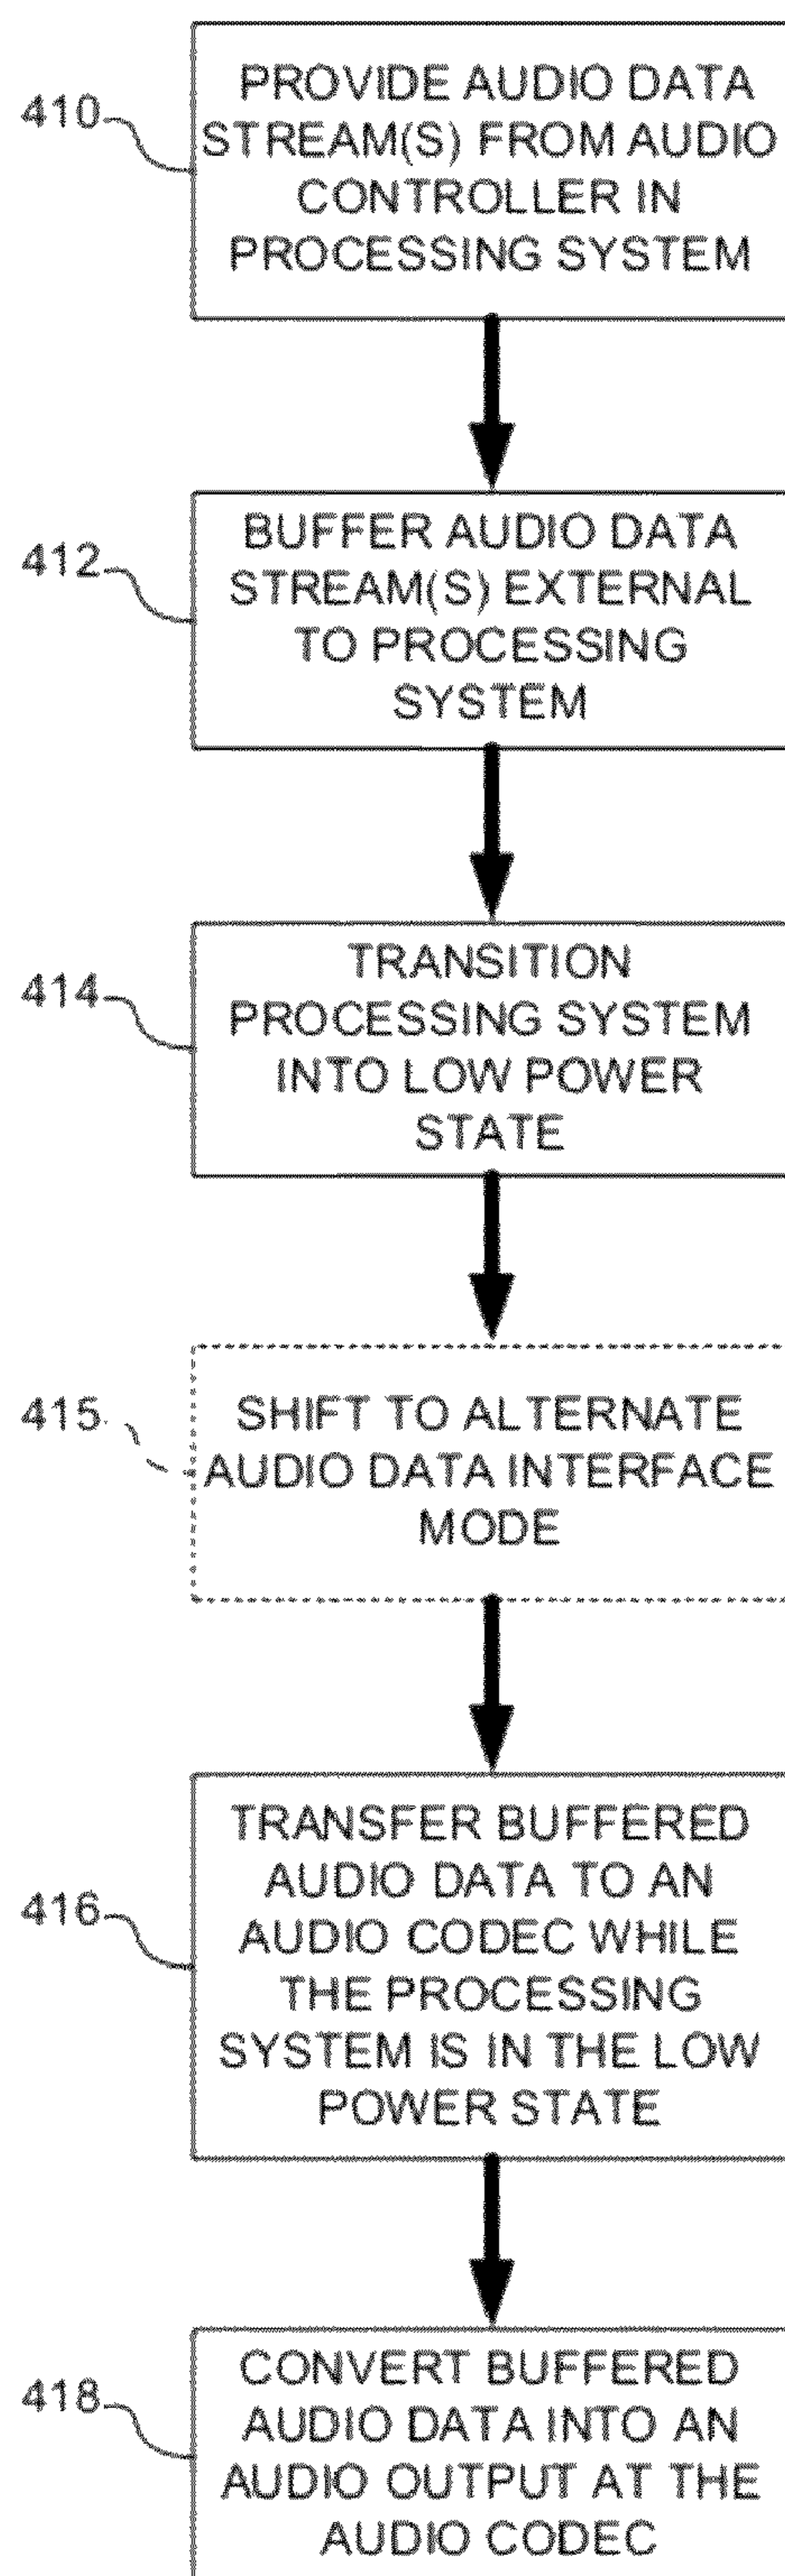 410
PROVIDE AUDIO DATA
STREAM(S) FROM AUDIO
CONTROLLER IN
PROCESSING SYSTEM
412
BUFFER AUDIO DATA
STREAM(S) EXTERNAL
TO PROCESSING
SYSTEM
414
TRANSITION
PROCESSING SYSTEM
INTO LOW POWER
STATE
415
SHIFT TO ALTERNATE
AUDIO DATA INTERFACE
MODE
416
TRANSFER BUFFERED
AUDIO DATA TO AN
AUDIO CODEC WHILE
THE PROCESSING
SYSTEM IS IN THE LOW
POWER STATE
418
CONVERT BUFFERED
AUDIO DATA INTO AN
AUDIO OUTPUT AT THE
AUDIO CODEC